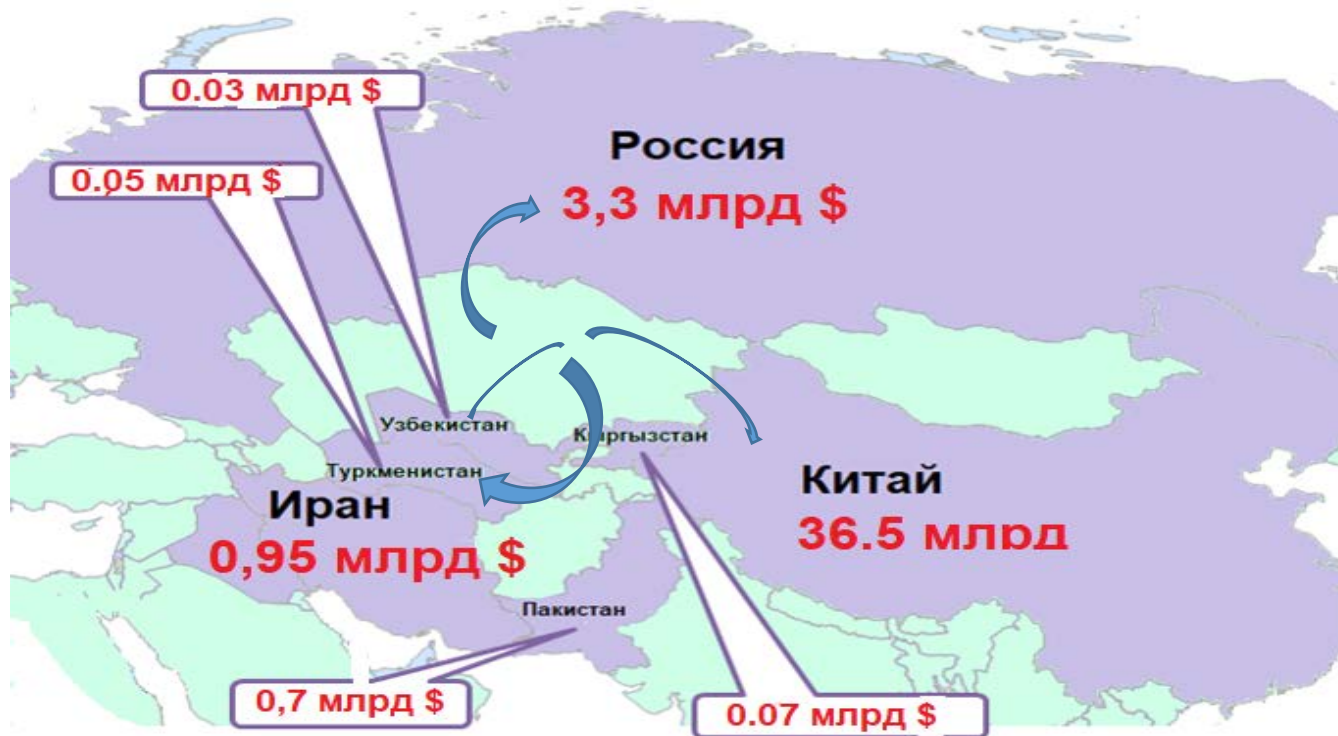 0.03 млрд $
Россия
0.05 млрд $
3,3 млрд $
Узбекистан
Кыргызстан
Туркменистан
Китай
Иран
36.5 млрд
0,95 млрд $
Пакистан
0,7 млрд $
0.07 млрд $